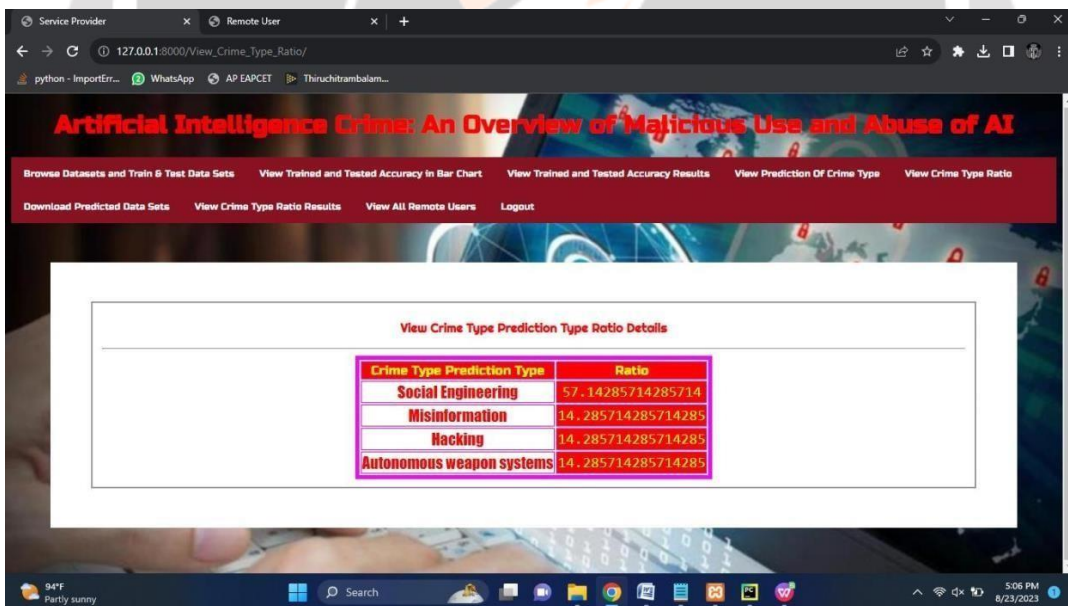 Service Provider
Remote User
127.0.0.1:8000/View_Crime_Type_Ratio/
python - ImportErr...
WhatsApp
AP EAPCET
Thiruchitrambalam...
Artificial Intelligence Crime: An Overview of Malicious Use and Abuse of AI
Browse Datasets and Train & Test Data Sets
View Trained and Tested Accuracy in Bar Chart
View Trained and Tested Accuracy Results
View Prediction Of Crime Type
View Crime Type Ratio
Download Predicted Data Sets
View Crime Type Ratio Results
View All Remote Users
Logout
View Crime Type Prediction Type Ratio Details
Crime Type Prediction Type Ratio
Social Engineering 57.14285714285714
Misinformation 14.285714285714285
Hacking 14.285714285714285
Autonomous weapon systems 14.285714285714285
94°F
Partly sunny
Search
5:06 PM
8/23/2023